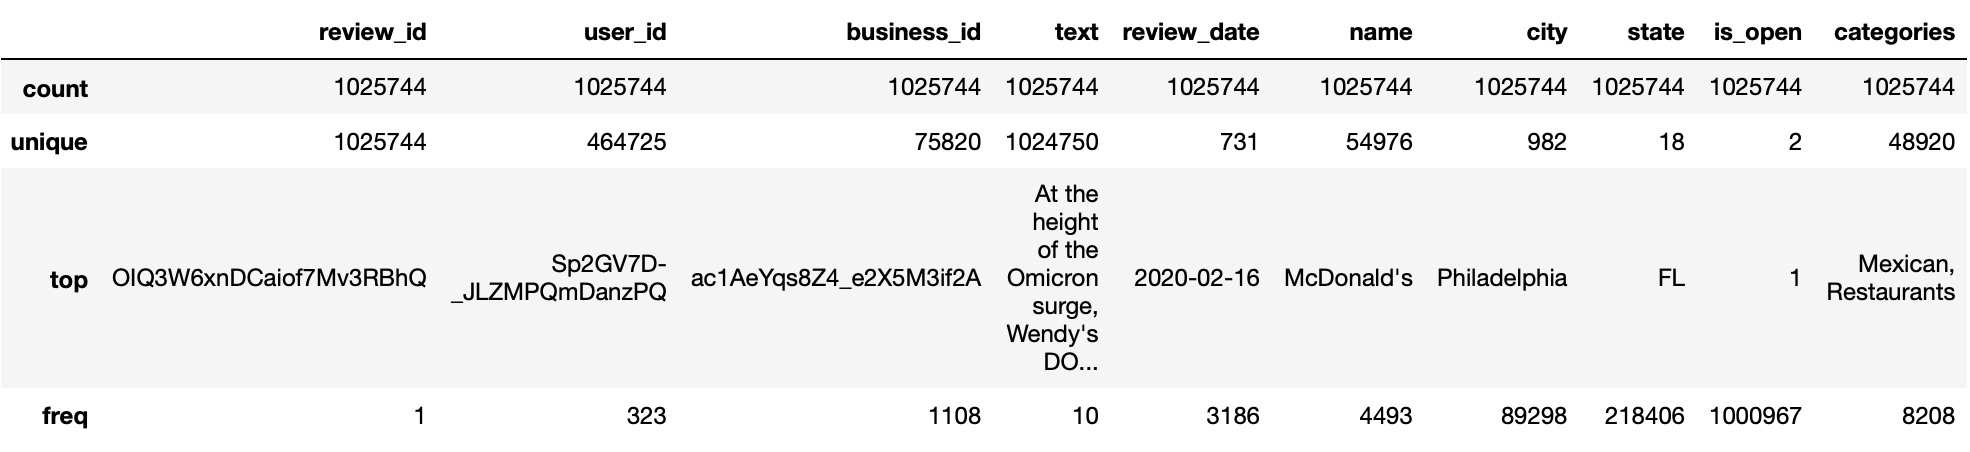 review_id user_id business_id text review_date name city state is_open categories
count 1025744 1025744 1025744 1025744 1025744 1025744 1025744 1025744 1025744 1025744
unique 1025744 464725 75820 1024750 731 54976 982 18 2 48920
top OIQ3W6xnDCaiof7Mv3RBhQ Sp2GV7D-
_JLZMPQmDanzPQ ac1AeYqs8Z4_e2X5M3if2A At the
height
of the
Omicron
surge,
Wendy's
DO... 2020-02-16 McDonald's Philadelphia FL 1 Mexican,
Restaurants
freq 1 323 1108 10 3186 4493 89298 218406 1000967 8208